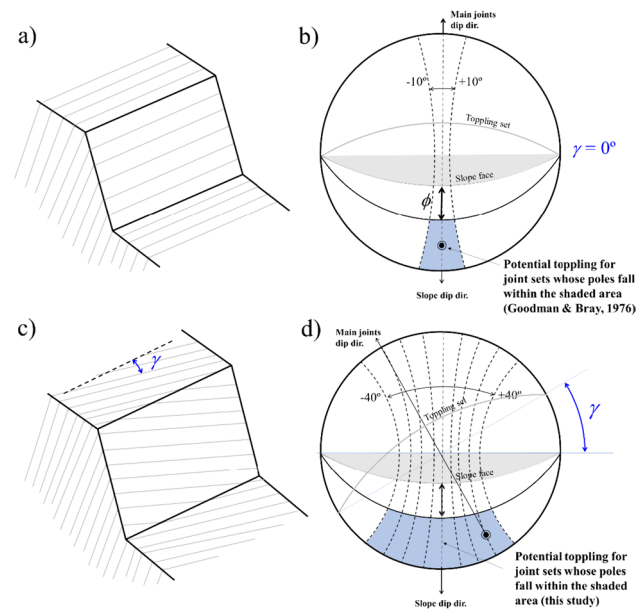 a)
b)
Main joints
dip dir.
-10º
+10º
Toppling set
γ = 0º
Slope face
ϕ
Potential toppling for
joint sets whose poles fall
within the shaded area
(Goodman & Bray, 1976)
Slope dip dir.
c)
γ
d)
Main joints
dip dir.
-40º
+40º
Toppling set
γ
Slope face
Potential toppling for
joint sets whose poles
fall within the shaded
area (this study)
Slope dip dir.